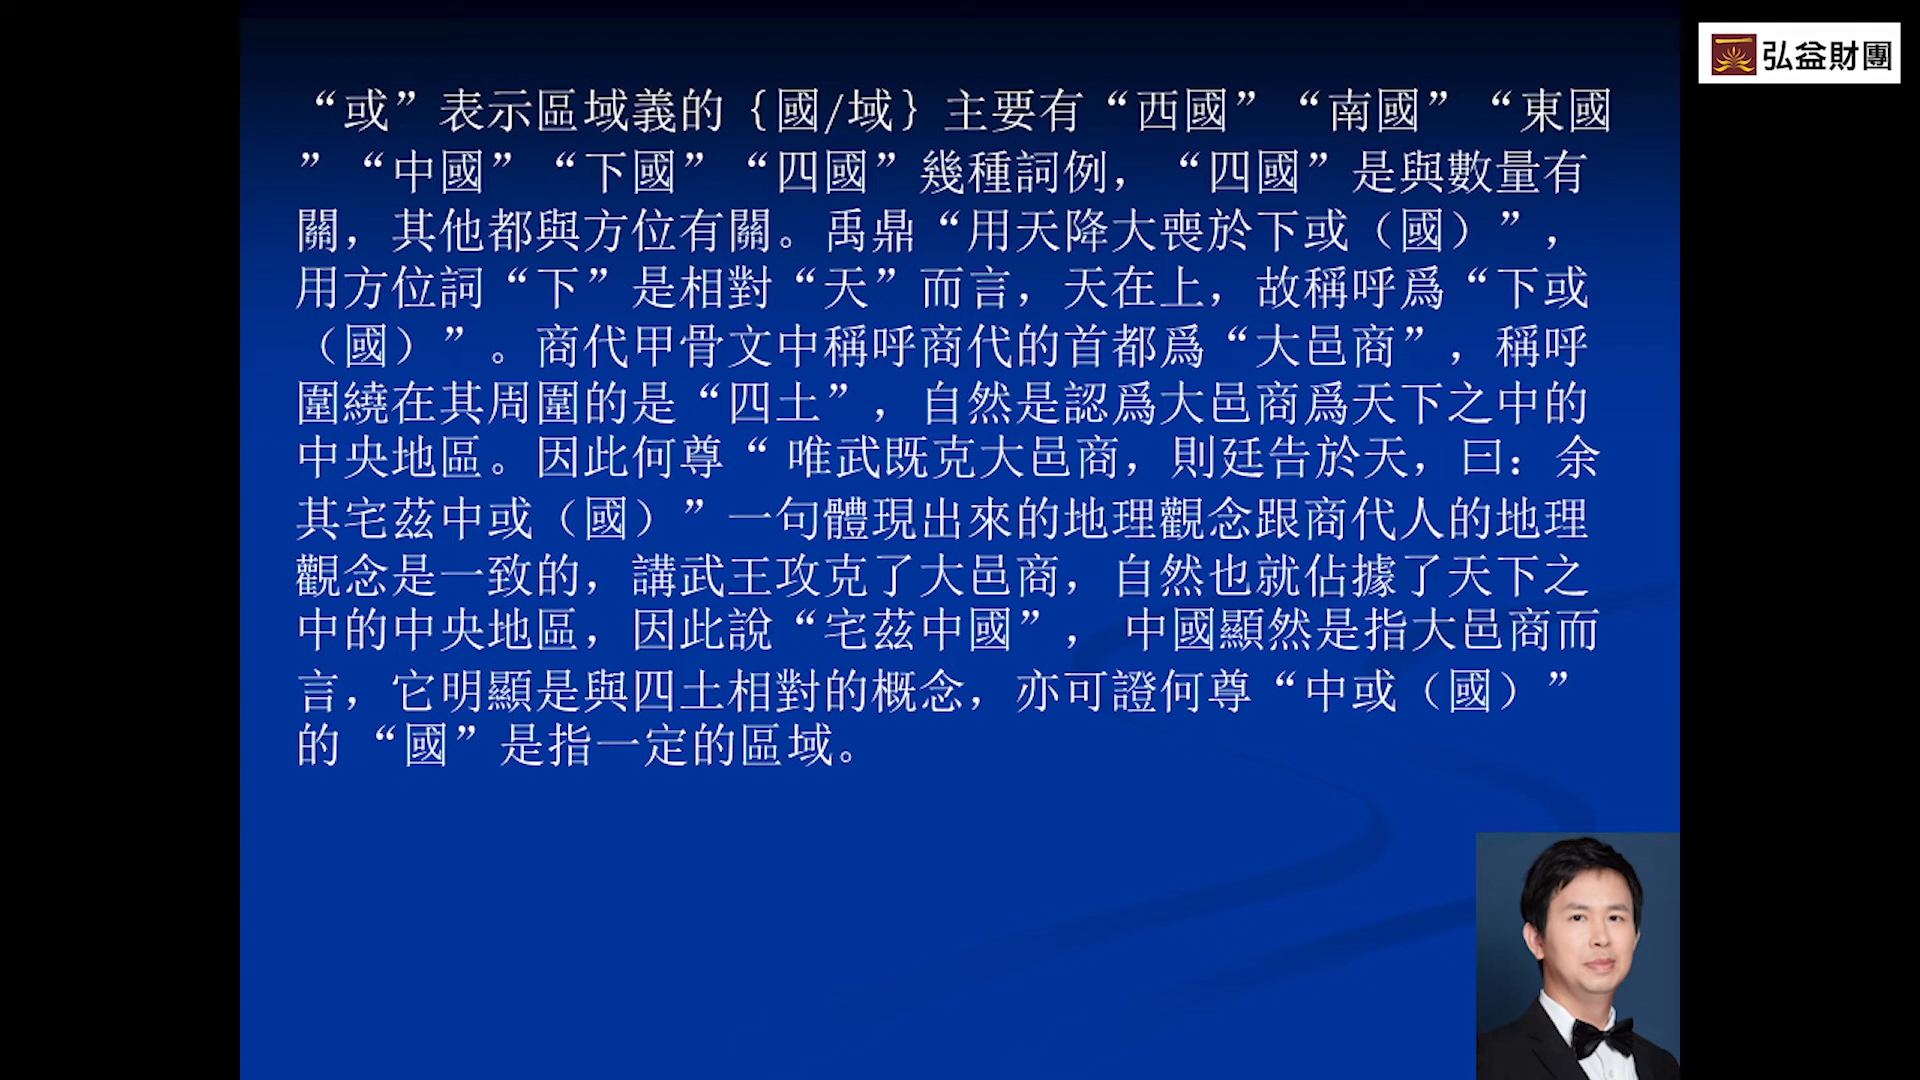 弘益財團
“或”表示區域義的｛國/域｝主要有“西國”“南國”“東國
”“中國”“下國”“四國”幾種詞例，“四國”是與數量有
關，其他都與方位有關。禹鼎“用天降大喪於下或（國）”，
用方位詞“下”是相對“天”而言，天在上，故稱呼爲“下或
（國）”。商代甲骨文中稱呼商代的首都爲“大邑商”，稱呼
圍繞在其周圍的是“四土”，自然是認爲大邑商爲天下之中的
中央地區。因此何尊“ 唯武既克大邑商，則廷告於天，曰：余
其宅茲中或（國）”一句體現出來的地理觀念跟商代人的地理
觀念是一致的，講武王攻克了大邑商，自然也就佔據了天下之
中的中央地區，因此說“宅茲中國”， 中國顯然是指大邑商而
言，它明顯是與四土相對的概念，亦可證何尊“中或（國）”
的 “國”是指一定的區域。